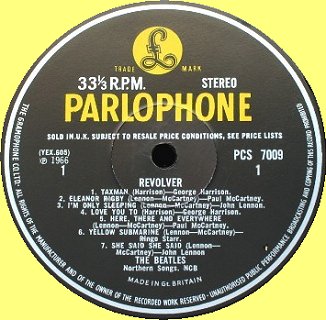 £
TRADE MARK
33⅓ R.P.M. STEREO
PARLOPHONE
SOLD IN U.K. SUBJECT TO RESALE PRICE CONDITIONS, SEE PRICE LISTS
(YEX.605)
℗ 1966
1
PCS 7009
1
REVOLVER
1. TAXMAN (Harrison)—George Harrison.
2. ELEANOR RIGBY (Lennon—McCartney)—Paul McCartney.
3. I'M ONLY SLEEPING (Lennon—McCartney)—John Lennon.
4. LOVE YOU TO (Harrison)—George Harrison.
5. HERE, THERE AND EVERYWHERE
(Lennon—McCartney)—Paul McCartney.
6. YELLOW SUBMARINE (Lennon—McCartney)—
Ringo Starr.
7. SHE SAID SHE SAID (Lennon—
McCartney)—John Lennon.
THE BEATLES
Northern Songs. NCB
MADE IN GT. BRITAIN
THE GRAMOPHONE CO. LTD. ALL RIGHTS OF THE MANUFACTURER AND OF THE OWNER OF THE RECORDED WORK RESERVED. UNAUTHORISED PUBLIC PERFORMANCE, BROADCASTING AND COPYING OF THIS RECORD PROHIBITED